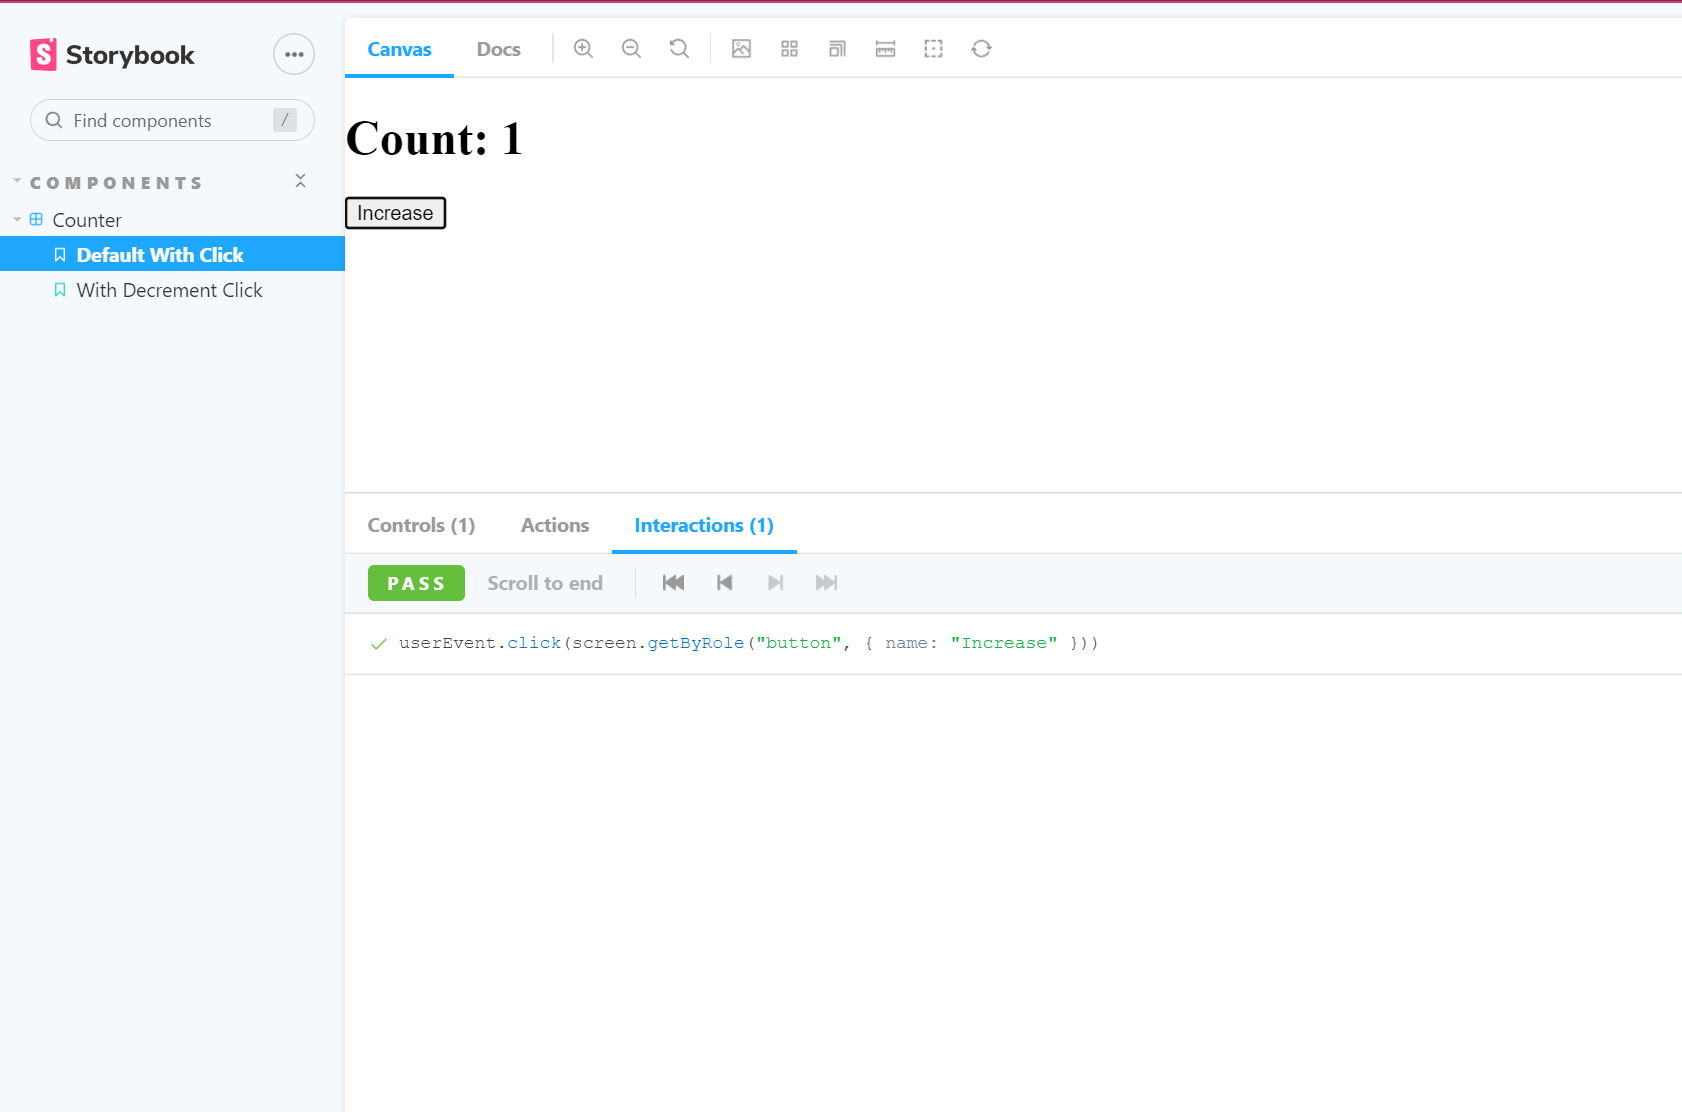 Storybook
Find components /
COMPONENTS
Counter
Default With Click
With Decrement Click
Canvas Docs
Count: 1
Increase
Controls (1) Actions Interactions (1)
PASS Scroll to end
userEvent.click(screen.getByRole("button", { name: "Increase" }))